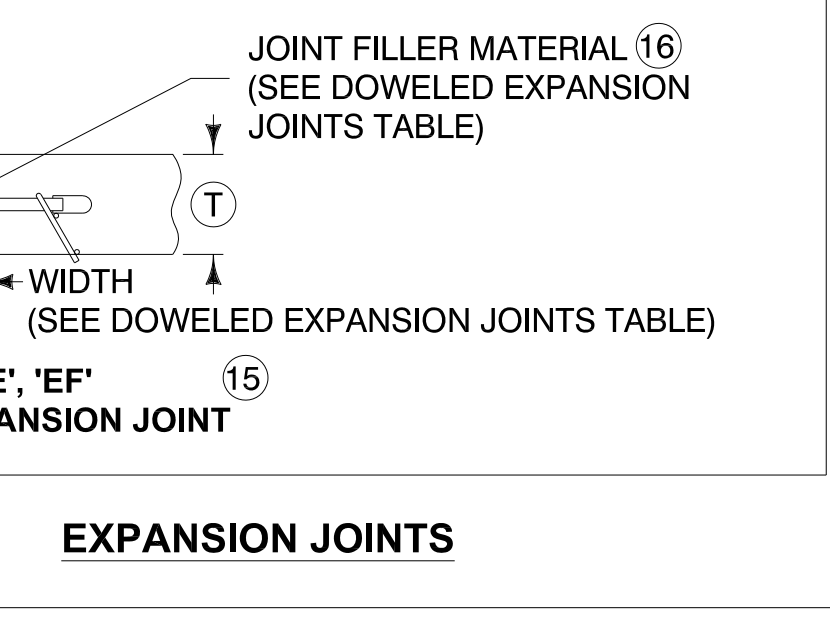 JOINT FILLER MATERIAL 16
(SEE DOWELED EXPANSION
JOINTS TABLE)
T
WIDTH
(SEE DOWELED EXPANSION JOINTS TABLE)
E', 'EF' 15
ANSION JOINT
EXPANSION JOINTS